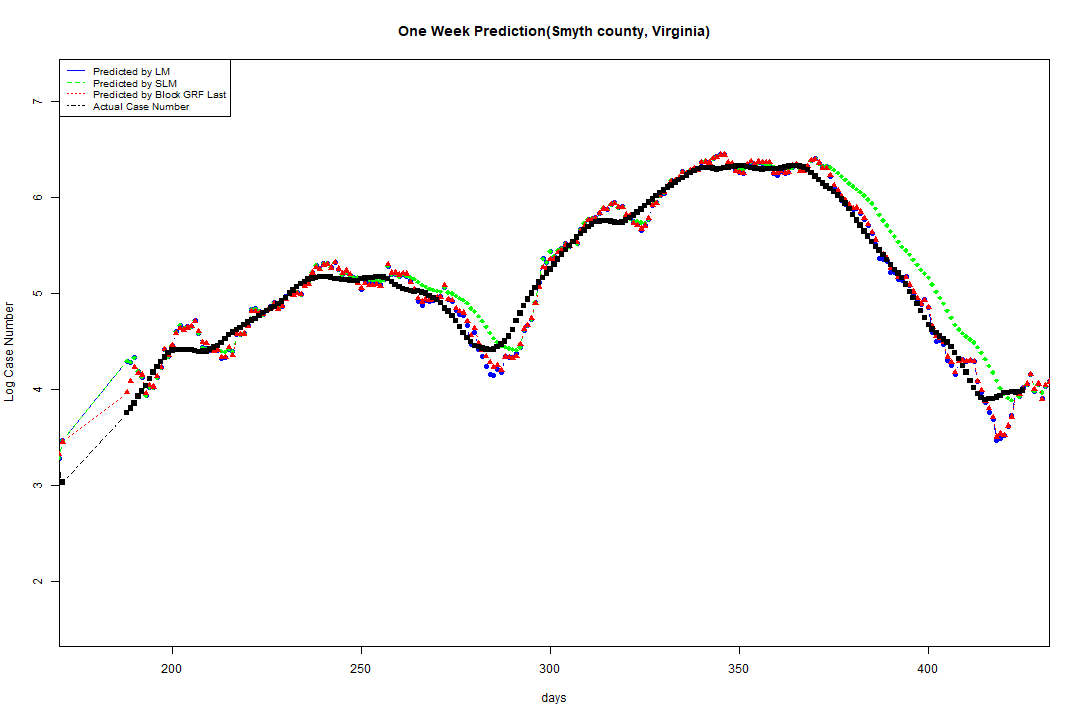 One Week Prediction(Smyth county, Virginia)
Predicted by LM
Predicted by SLM
Predicted by Block GRF Last
Actual Case Number
7
6
5
4
3
2
Log Case Number
200
250
300
350
400
days